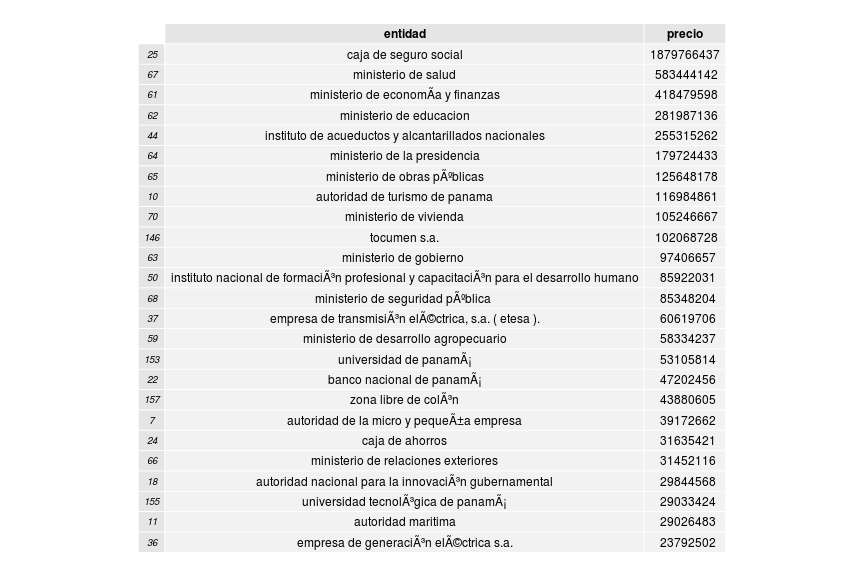 entidad precio
25 caja de seguro social 1879766437
67 ministerio de salud 583444142
61 ministerio de economÃa y finanzas 418479598
62 ministerio de educacion 281987136
44 instituto de acueductos y alcantarillados nacionales 255315262
64 ministerio de la presidencia 179724433
65 ministerio de obras pÃºblicas 125648178
10 autoridad de turismo de panama 116984861
70 ministerio de vivienda 105246667
146 tocumen s.a. 102068728
63 ministerio de gobierno 97406657
50 instituto nacional de formaciÃ³n profesional y capacitaciÃ³n para el desarrollo humano 85922031
68 ministerio de seguridad pÃºblica 85348204
37 empresa de transmisiÃ³n elÃ©ctrica, s.a. ( etesa ). 60619706
59 ministerio de desarrollo agropecuario 58334237
153 universidad de panamÃ¡ 53105814
22 banco nacional de panamÃ¡ 47202456
157 zona libre de colÃ³n 43880605
7 autoridad de la micro y pequeÃ±a empresa 39172662
24 caja de ahorros 31635421
66 ministerio de relaciones exteriores 31452116
18 autoridad nacional para la innovaciÃ³n gubernamental 29844568
155 universidad tecnolÃ³gica de panamÃ¡ 29033424
11 autoridad maritima 29026483
36 empresa de generaciÃ³n elÃ©ctrica s.a. 23792502